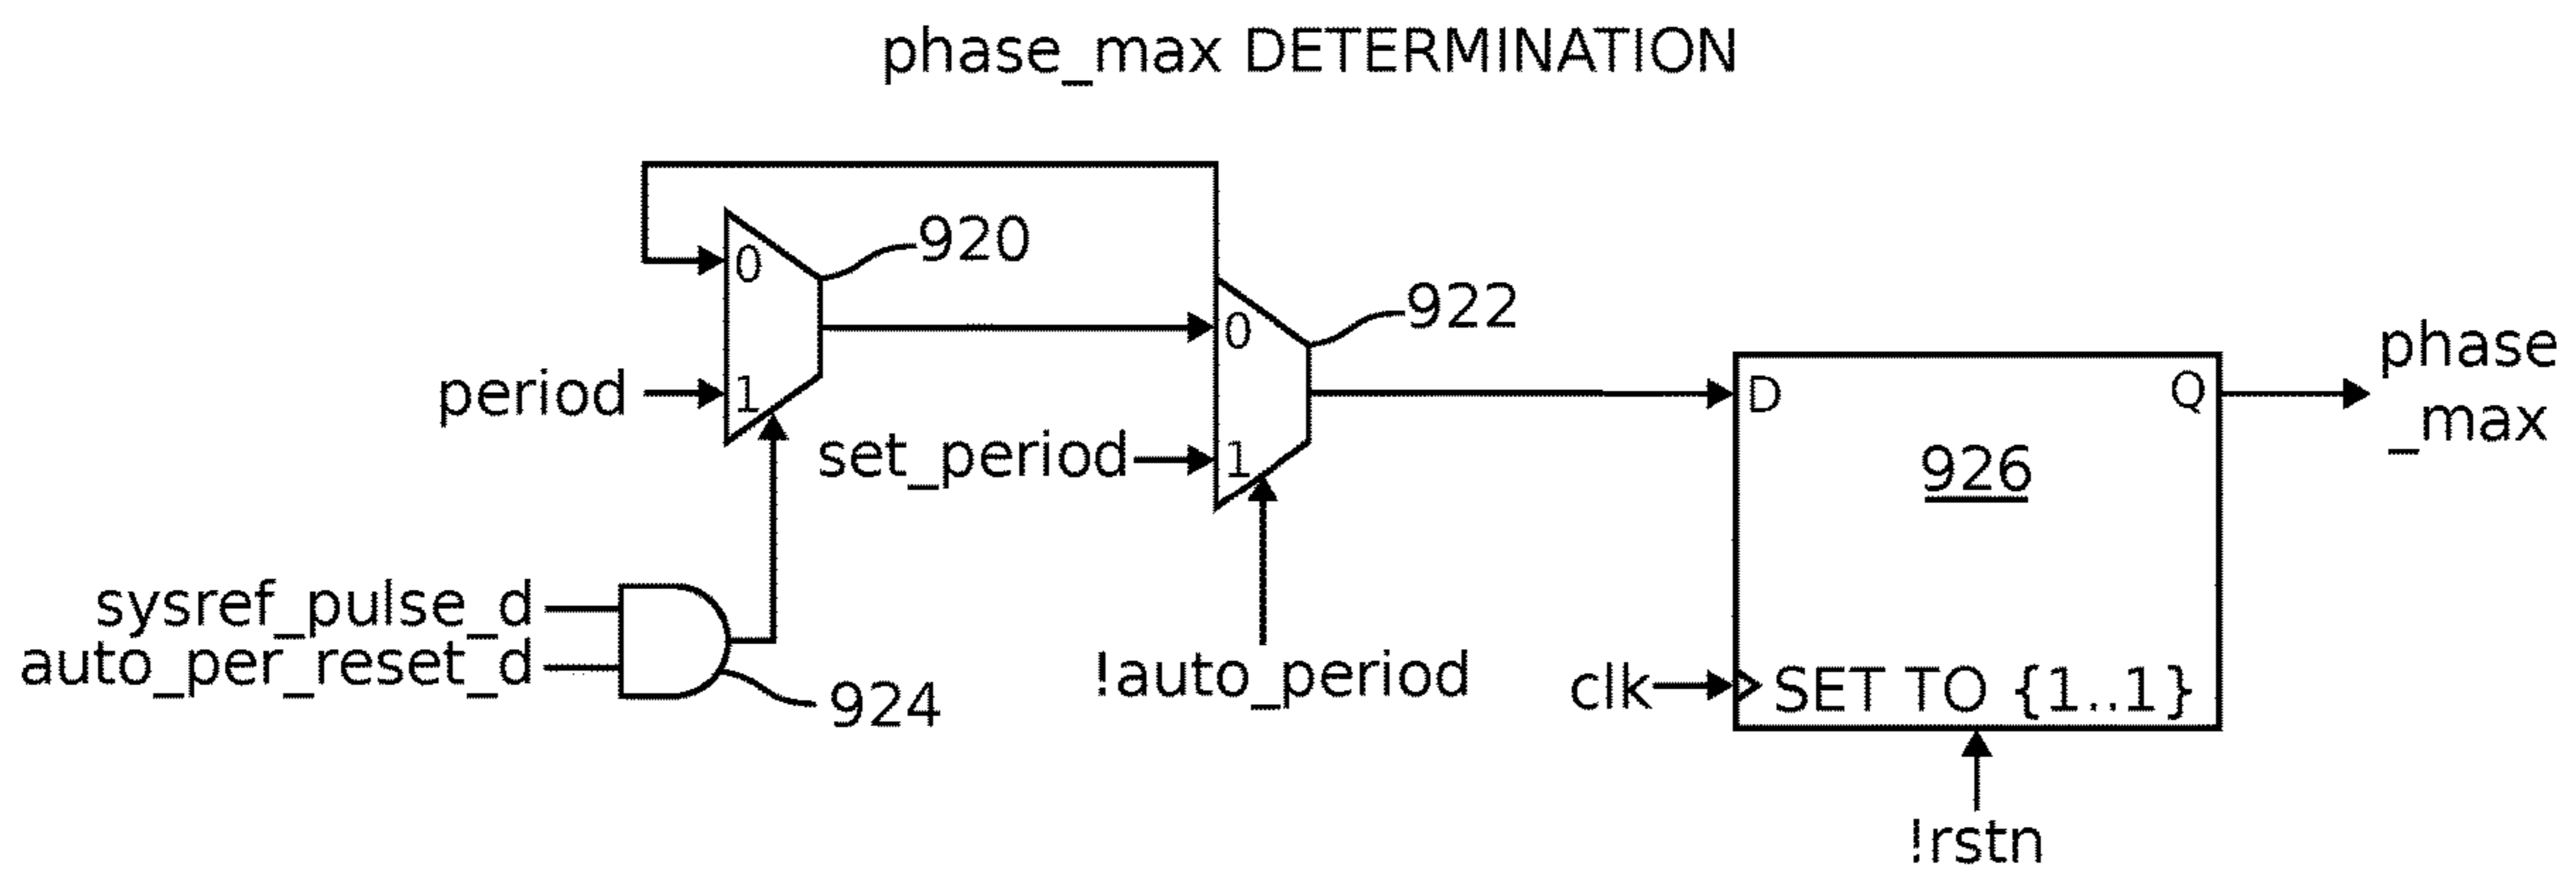 phase_max DETERMINATION
920
0
922
0
period
1
phase
_max
D
Q
set_period
1
926
sysref_pulse_d
auto_per_reset_d
924
!auto_period
clk
SET TO {1..1}
!rstn